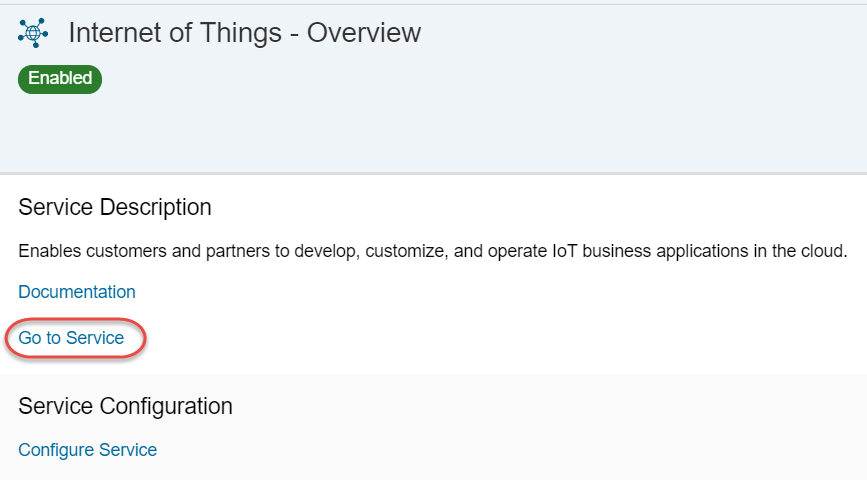 Internet of Things - Overview
Enabled
Service Description
Enables customers and partners to develop, customize, and operate IoT business applications in the cloud.
Documentation
Go to Service
Service Configuration
Configure Service